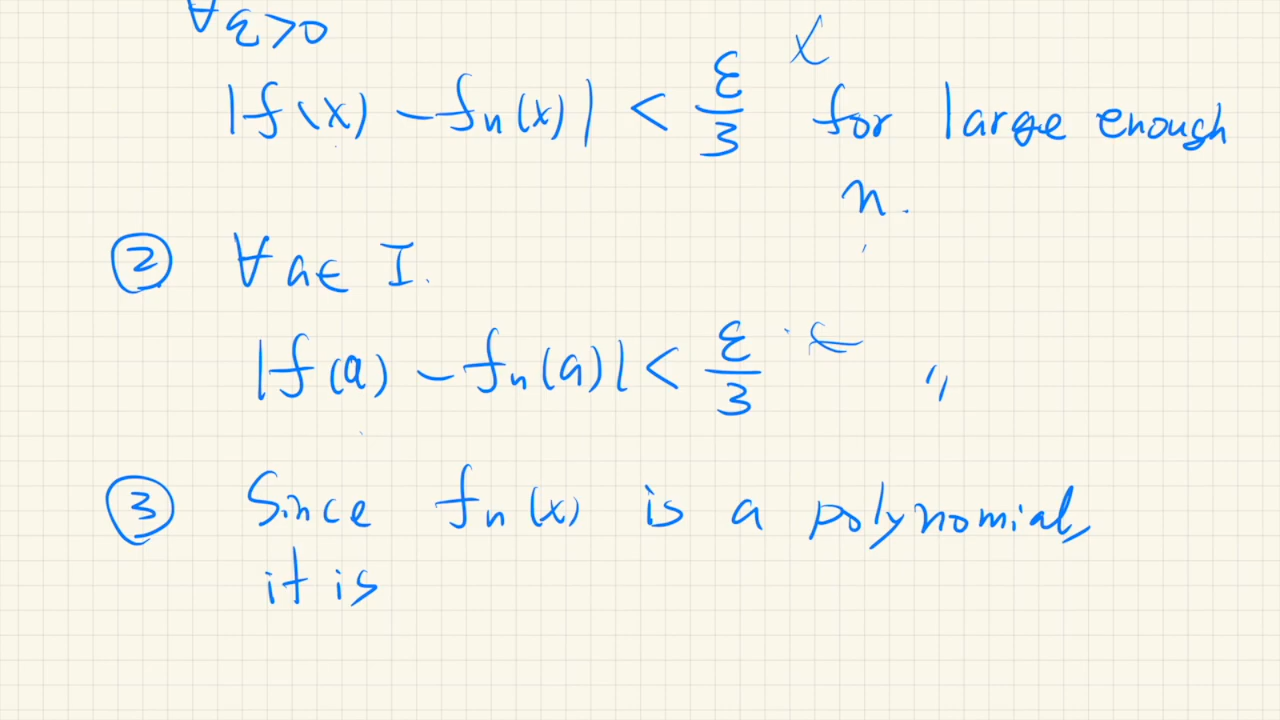 ∀ε>0
|f(x) - fn(x)| < ε/3 for large enough
n.
② ∀ a ∈ I.
|f(a) - fn(a)| < ε/3 〃
③ Since fn(x) is a polynomial,
it is